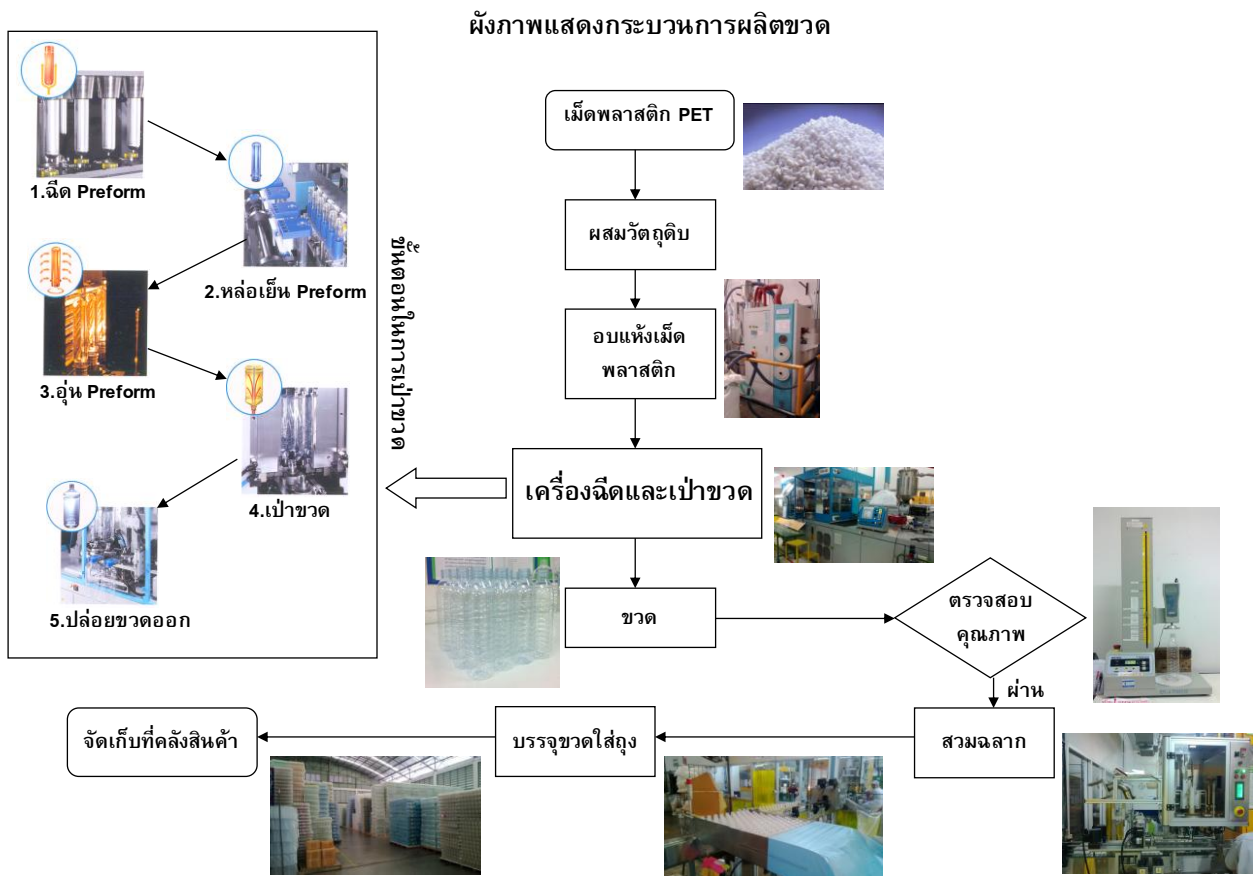 ผังภาพแสดงกระบวนการผลิตขวด
เม็ดพลาสติก PET
ผสมวัตถุดิบ
อบแห้งเม็ด
พลาสติก
เครื่องฉีดและเป่าขวด
ขั้นตอนในการเป่าขวด
1.ฉีด Preform
2.หล่อเย็น Preform
3.อุ่น Preform
4.เป่าขวด
5.ปล่อยขวดออก
ขวด
ตรวจสอบ
คุณภาพ
ผ่าน
สวมฉลาก
บรรจุขวดใส่ถุง
จัดเก็บที่คลังสินค้า